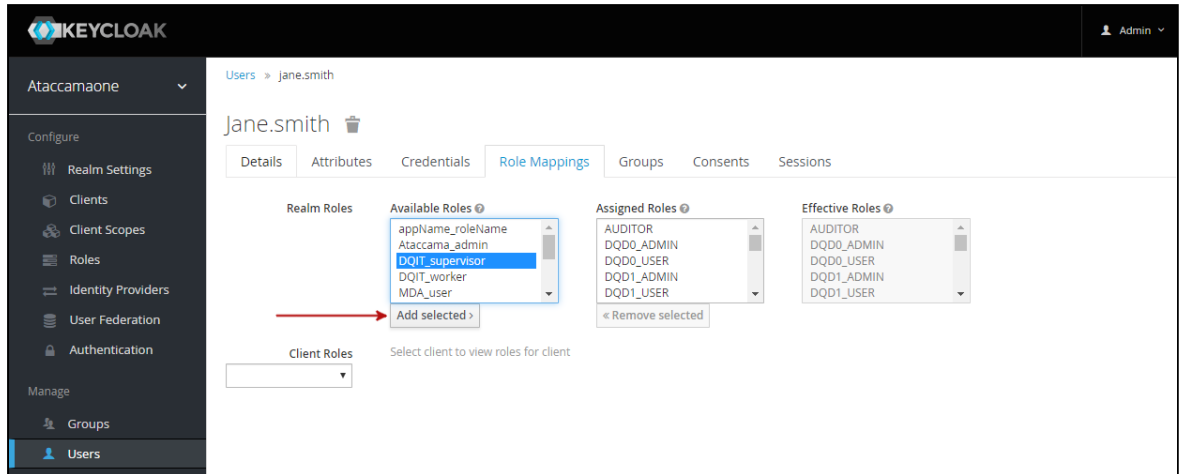 KEYCLOAK
Admin
Ataccamaone
Configure
Realm Settings
Clients
Client Scopes
Roles
Identity Providers
User Federation
Authentication
Manage
Groups
Users
Users » jane.smith
Jane.smith
Details Attributes Credentials Role Mappings Groups Consents Sessions
Realm Roles
Available Roles
appName_roleName
Ataccama_admin
DQIT_supervisor
DQIT_worker
MDA_user
Add selected ›
Assigned Roles
AUDITOR
DQD0_ADMIN
DQD0_USER
DQD1_ADMIN
DQD1_USER
« Remove selected
Effective Roles
AUDITOR
DQD0_ADMIN
DQD0_USER
DQD1_ADMIN
DQD1_USER
Client Roles
Select client to view roles for client